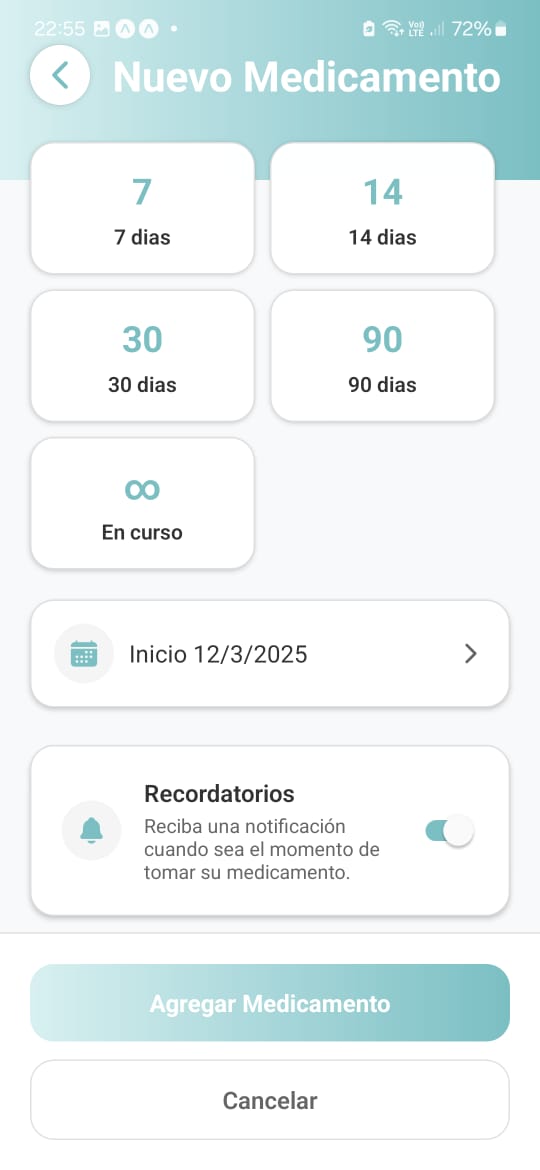 22:55 72%
Nuevo Medicamento
7 14
7 dias 14 dias
30 90
30 dias 90 dias
∞
En curso
Inicio 12/3/2025
Recordatorios
Reciba una notificación
cuando sea el momento de
tomar su medicamento.
Agregar Medicamento
Cancelar